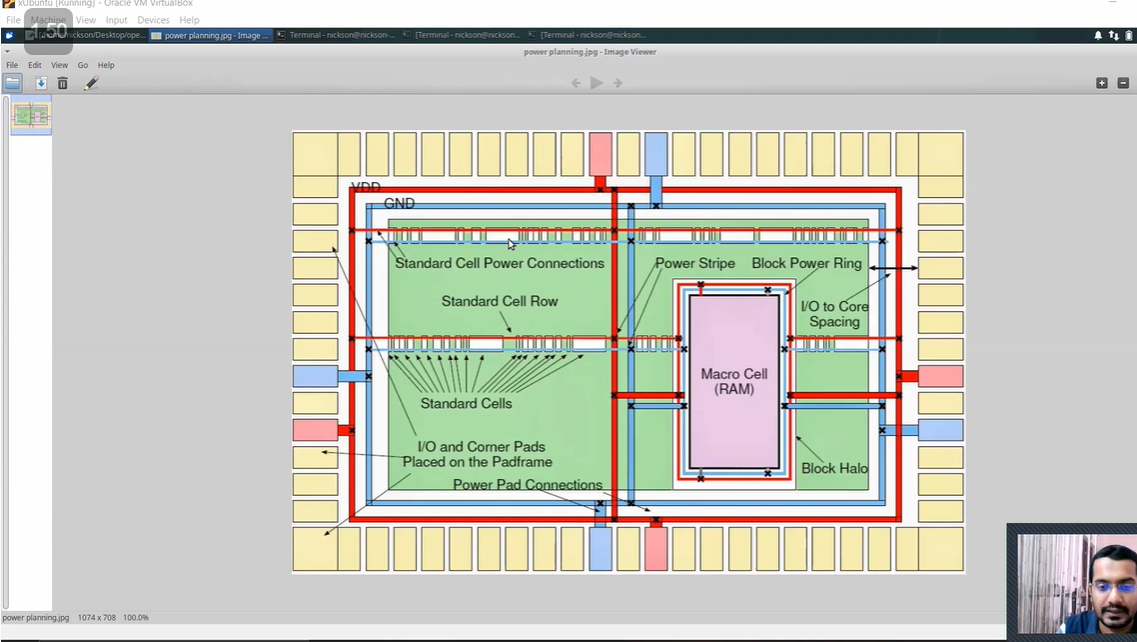 xUbuntu [Running] - Oracle VM VirtualBox
File Machine View Input Devices Help
1.50
power planning.jpg - Image ...
Terminal - nickson@nickson-...
[Terminal - nickson@nickson...
[Terminal - nickson@nickson...
power planning.jpg - Image Viewer
File Edit View Go Help
VDD
GND
Standard Cell Power Connections
Power Stripe
Block Power Ring
Standard Cell Row
I/O to Core
Spacing
Macro Cell
(RAM)
Standard Cells
I/O and Corner Pads
Placed on the Padframe
Block Halo
Power Pad Connections
power planning.jpg 1074 x 708 100.0%